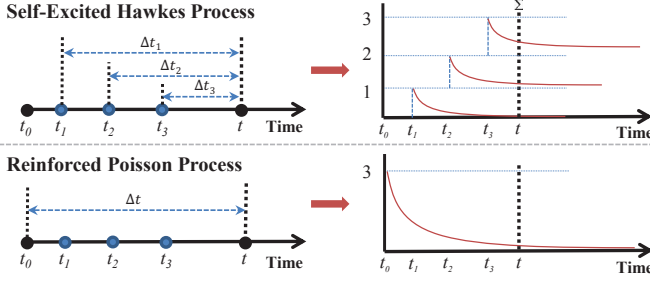 Self-Excited Hawkes Process
Δt₁
Δt₂
Δt₃
t₀ t₁ t₂ t₃ t Time
Σ
3
2
1
t₀ t₁ t₂ t₃ t Time
Reinforced Poisson Process
Δt
t₀ t₁ t₂ t₃ t Time
3
t₀ t₁ t₂ t₃ t Time